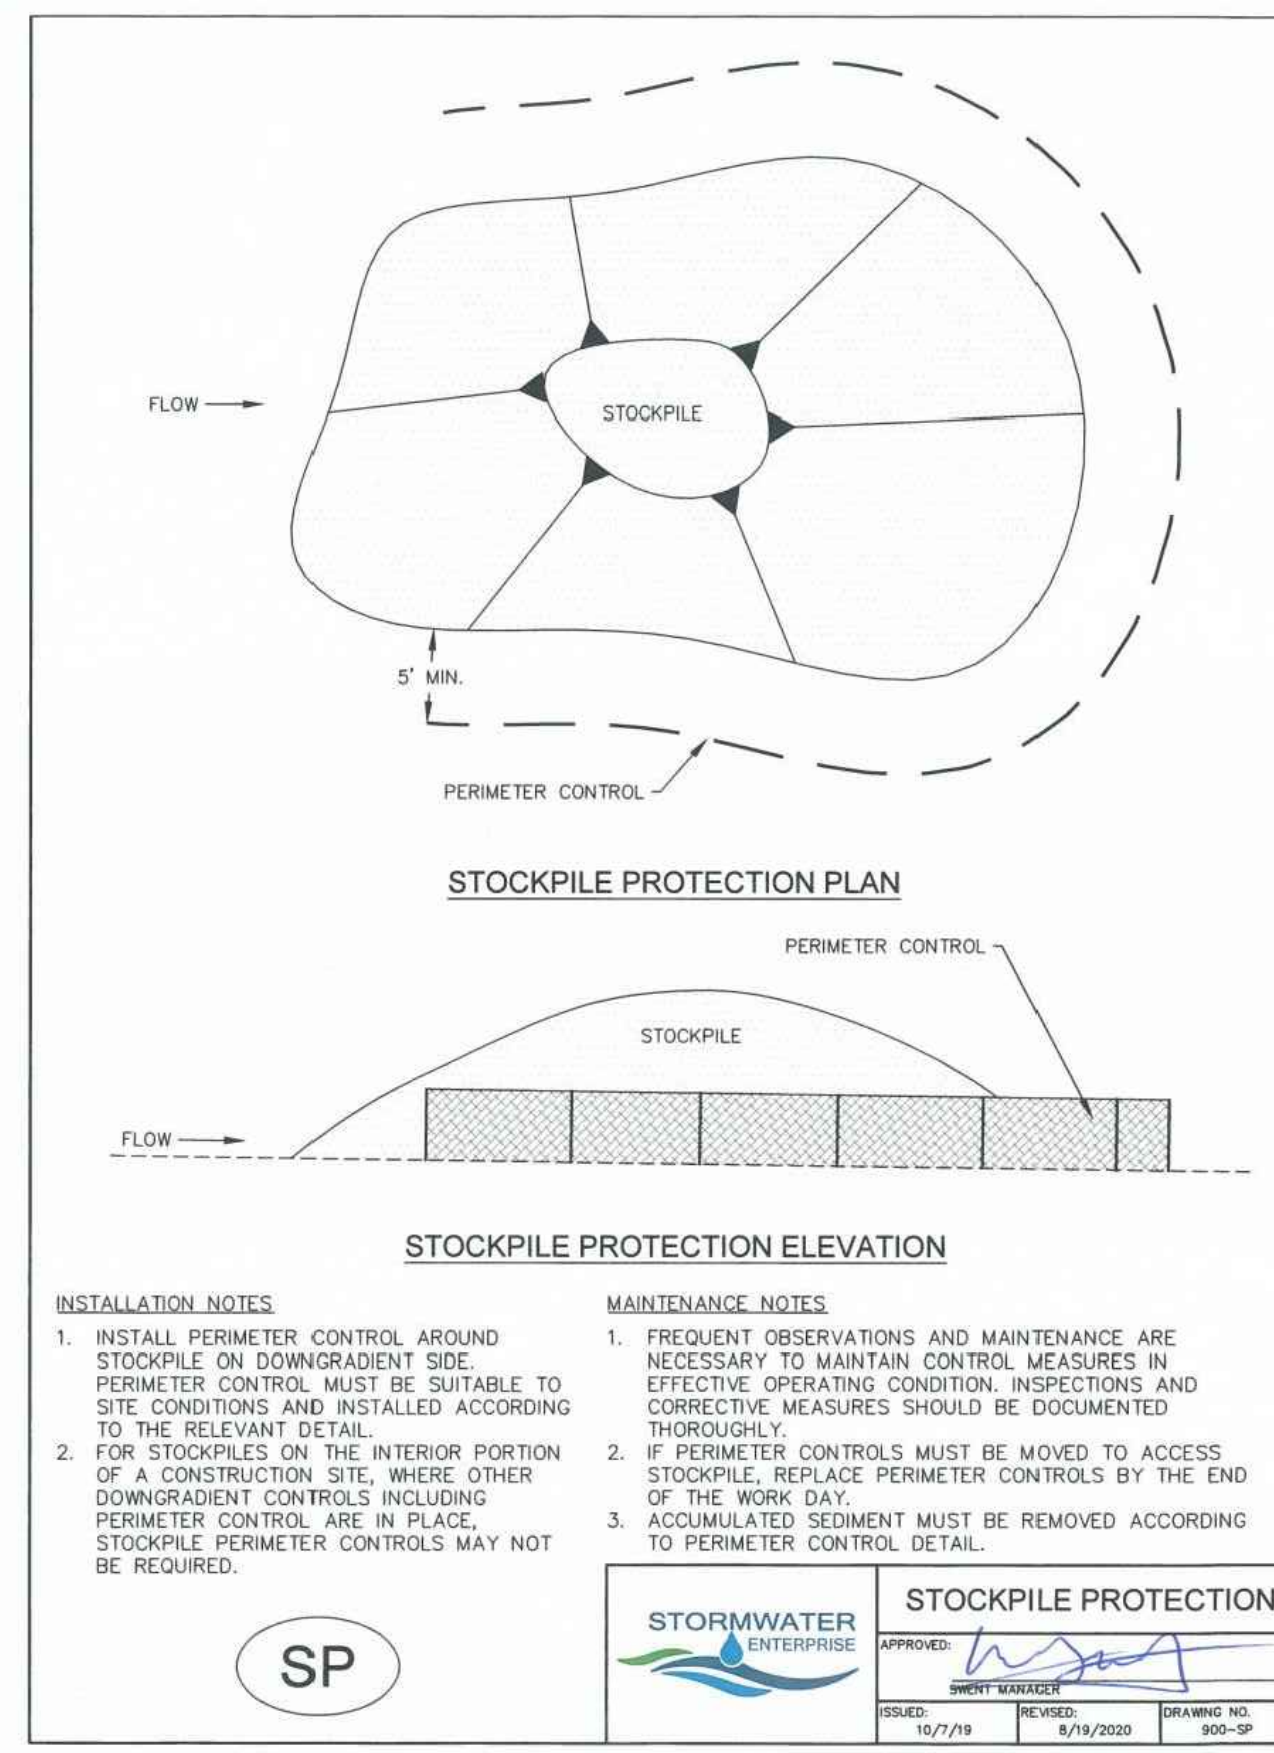 FLOW
STOCKPILE
5' MIN.
PERIMETER CONTROL
STOCKPILE PROTECTION PLAN
PERIMETER CONTROL
STOCKPILE
FLOW
STOCKPILE PROTECTION ELEVATION
INSTALLATION NOTES
1. INSTALL PERIMETER CONTROL AROUND
STOCKPILE ON DOWNGRADIENT SIDE.
PERIMETER CONTROL MUST BE SUITABLE TO
SITE CONDITIONS AND INSTALLED ACCORDING
TO THE RELEVANT DETAIL.
2. FOR STOCKPILES ON THE INTERIOR PORTION
OF A CONSTRUCTION SITE, WHERE OTHER
DOWNGRADIENT CONTROLS INCLUDING
PERIMETER CONTROL ARE IN PLACE,
STOCKPILE PERIMETER CONTROLS MAY NOT
BE REQUIRED.
MAINTENANCE NOTES
1. FREQUENT OBSERVATIONS AND MAINTENANCE ARE
NECESSARY TO MAINTAIN CONTROL MEASURES IN
EFFECTIVE OPERATING CONDITION. INSPECTIONS AND
CORRECTIVE MEASURES SHOULD BE DOCUMENTED
THOROUGHLY.
2. IF PERIMETER CONTROLS MUST BE MOVED TO ACCESS
STOCKPILE, REPLACE PERIMETER CONTROLS BY THE END
OF THE WORK DAY.
3. ACCUMULATED SEDIMENT MUST BE REMOVED ACCORDING
TO PERIMETER CONTROL DETAIL.
SP
STORMWATER
ENTERPRISE
STOCKPILE PROTECTION
APPROVED:
SWENT MANAGER
ISSUED:
10/7/19
REVISED:
8/19/2020
DRAWING NO.
900-SP